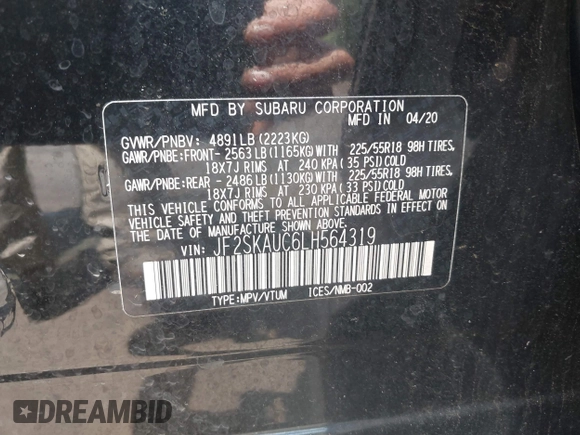 MFD BY SUBARU CORPORATION
MFD IN 04/20
GVWR/PNBV: 4891LB(2223KG)
GAWR/PNBE:FRONT- 2563LB(1165KG)WITH 225/55R18 98H TIRES,
18X7J RIMS AT 240 KPA(35 PSI)COLD
GAWR/PNBE:REAR - 2486LB(1130KG)WITH 225/55R18 98H TIRES,
18X7J RIMS AT 230 KPA(33 PSI)COLD
THIS VEHICLE CONFORMS TO ALL APPLICABLE FEDERAL MOTOR
VEHICLE SAFETY AND THEFT PREVENTION STANDARDS IN EFFECT ON
THE DATE OF MANUFACTURE SHOWN ABOVE.
VIN: JF2SKAUC6LH564319
TYPE:MPV/VTUM ICES/NMB-002
DREAMBID